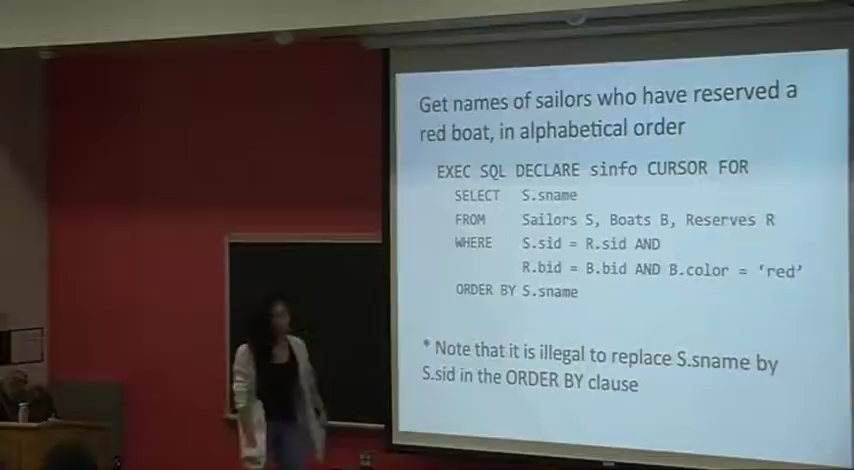 Get names of sailors who have reserved a
red boat, in alphabetical order
EXEC SQL DECLARE sinfo CURSOR FOR
SELECT S.sname
FROM Sailors S, Boats B, Reserves R
WHERE S.sid = R.sid AND
R.bid = B.bid AND B.color = ‘red’
ORDER BY S.sname
* Note that it is illegal to replace S.sname by
S.sid in the ORDER BY clause